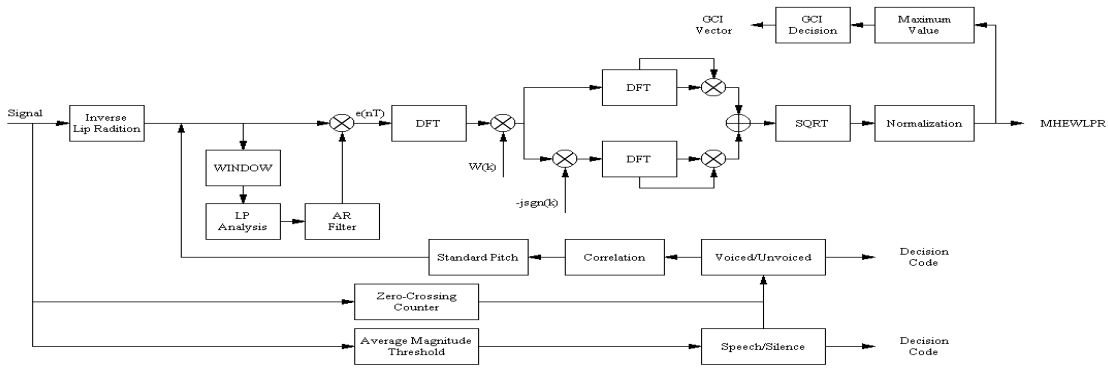 GCI
Vector
GCI
Decision
Maximum
Value
Signal
Inverse
Lip Radition
e(nT)
DFT
DFT
SQRT
Normalization
MHEWLPR
WINDOW
W(k)
DFT
-jsgn(k)
LP
Analysis
AR
Filter
Standard Pitch
Correlation
Voiced/Unvoiced
Decision
Code
Zero-Crossing
Counter
Average Magnitude
Threshold
Speech/Silence
Decision
Code